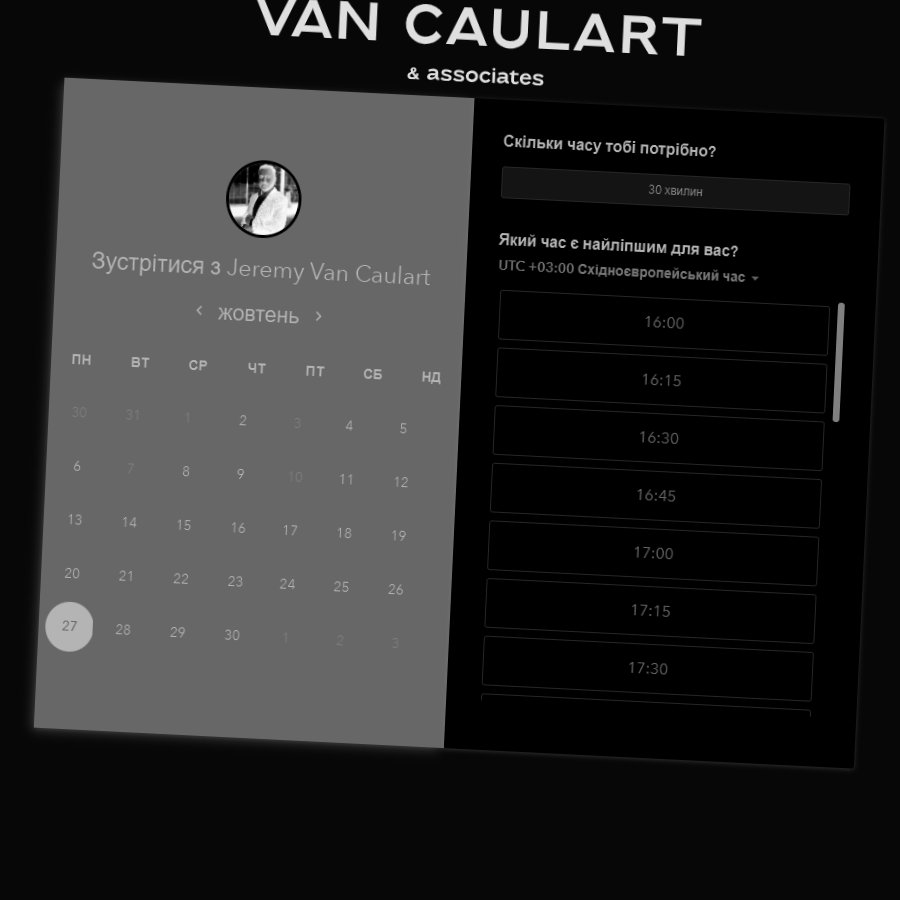 VAN CAULART
& associates
Зустрітися з Jeremy Van Caulart
жовтень
ПН ВТ СР ЧТ ПТ СБ НД
30 31 1 2 3 4 5
6 7 8 9 10 11 12
13 14 15 16 17 18 19
20 21 22 23 24 25 26
27 28 29 30 1 2 3
Скільки часу тобі потрібно?
30 хвилин
Який час є найліпшим для вас?
UTC +03:00 Східноєвропейський час
16:00
16:15
16:30
16:45
17:00
17:15
17:30